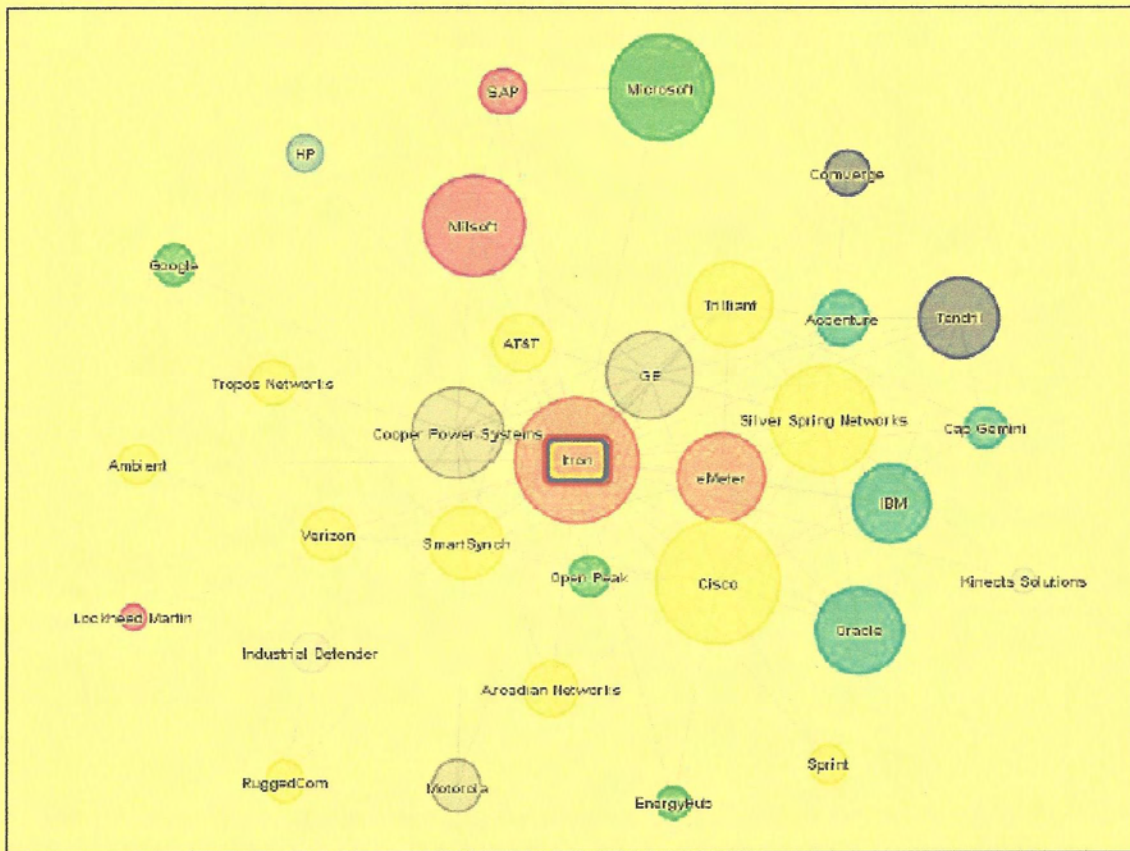 SAP
Microsoft
HP
Comverge
Milsoft
Google
Trilliant
Accenture
Tendril
AT&T
GE
Tropos Networks
Silver Spring Networks
Cooper Power Systems
Cap Gemini
Itron
Ambient
eMeter
IBM
Verizon
SmartSynch
Open Peak
Cisco
Kinects Solutions
Lockheed Martin
Oracle
Industrial Defender
Arcadian Networks
Sprint
RuggedCom
Motorola
EnergyHub